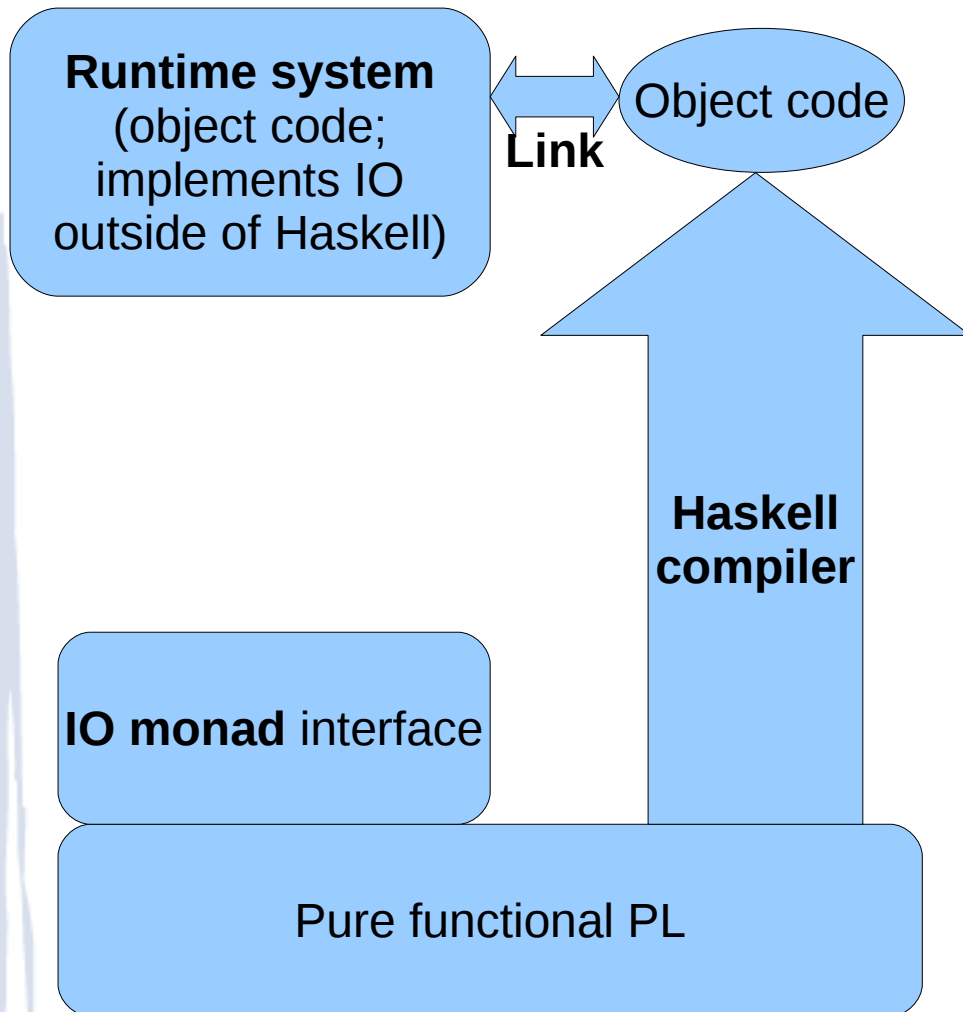 Runtime system
(object code;
implements IO
outside of Haskell)
Link
Object code
Haskell
compiler
IO monad interface
Pure functional PL